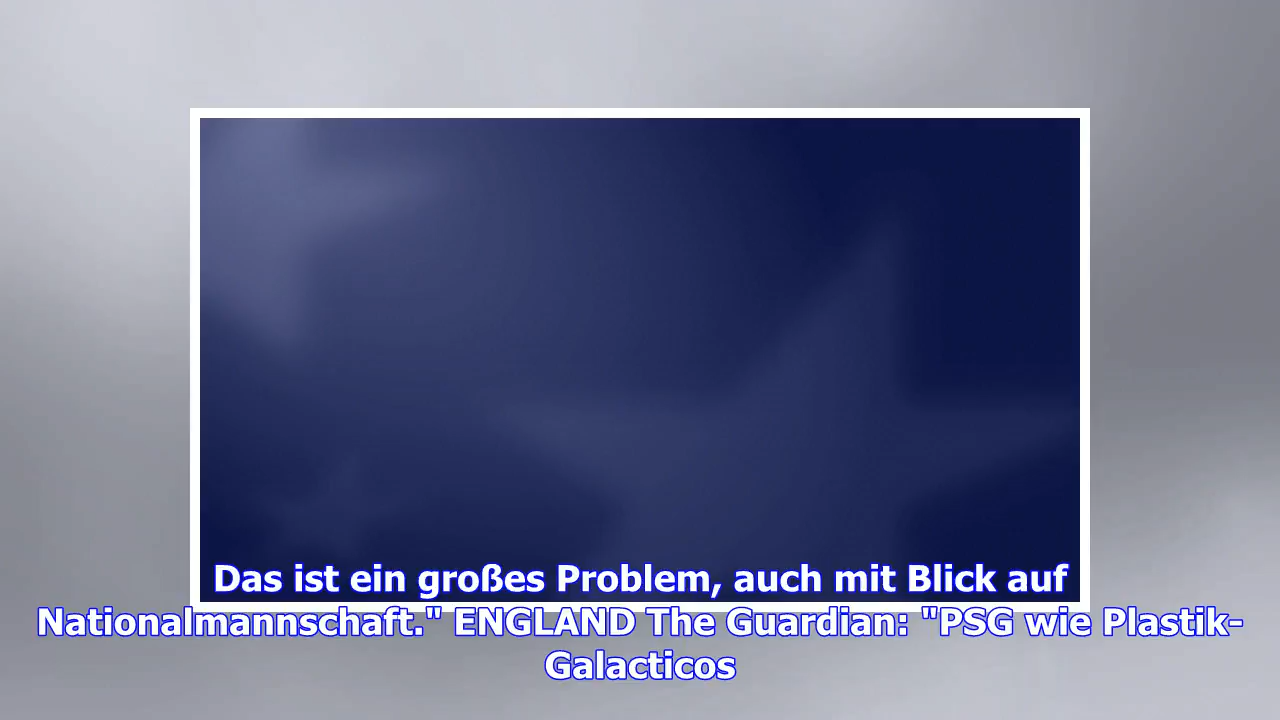 Das ist ein großes Problem, auch mit Blick auf
Nationalmannschaft." ENGLAND The Guardian: "PSG wie Plastik-
Galacticos